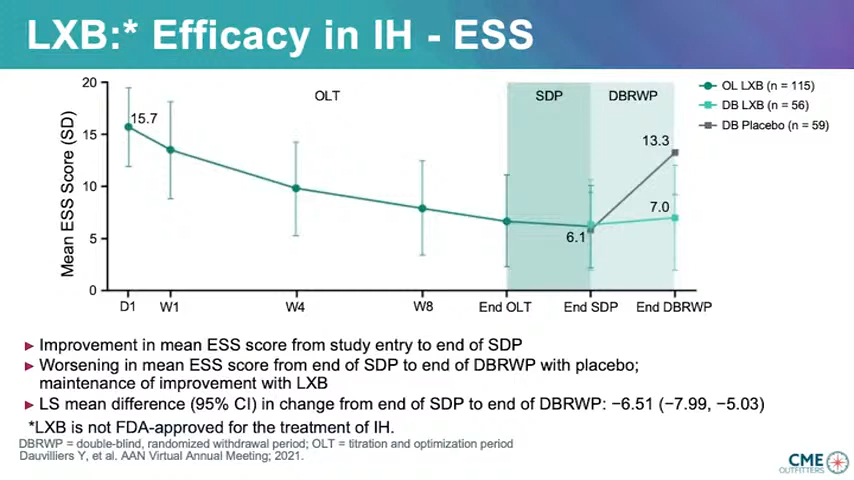 LXB:* Efficacy in IH - ESS
20
15
10
5
0
Mean ESS Score (SD)
OLT
SDP
DBRWP
15.7
6.1
13.3
7.0
D1
W1
W4
W8
End OLT
End SDP
End DBRWP
OL LXB (n = 115)
DB LXB (n = 56)
DB Placebo (n = 59)
▶ Improvement in mean ESS score from study entry to end of SDP
▶ Worsening in mean ESS score from end of SDP to end of DBRWP with placebo;
maintenance of improvement with LXB
▶ LS mean difference (95% CI) in change from end of SDP to end of DBRWP: −6.51 (−7.99, −5.03)
*LXB is not FDA-approved for the treatment of IH.
DBRWP = double-blind, randomized withdrawal period; OLT = titration and optimization period
Dauvilliers Y, et al. AAN Virtual Annual Meeting; 2021.
CME
OUTFITTERS